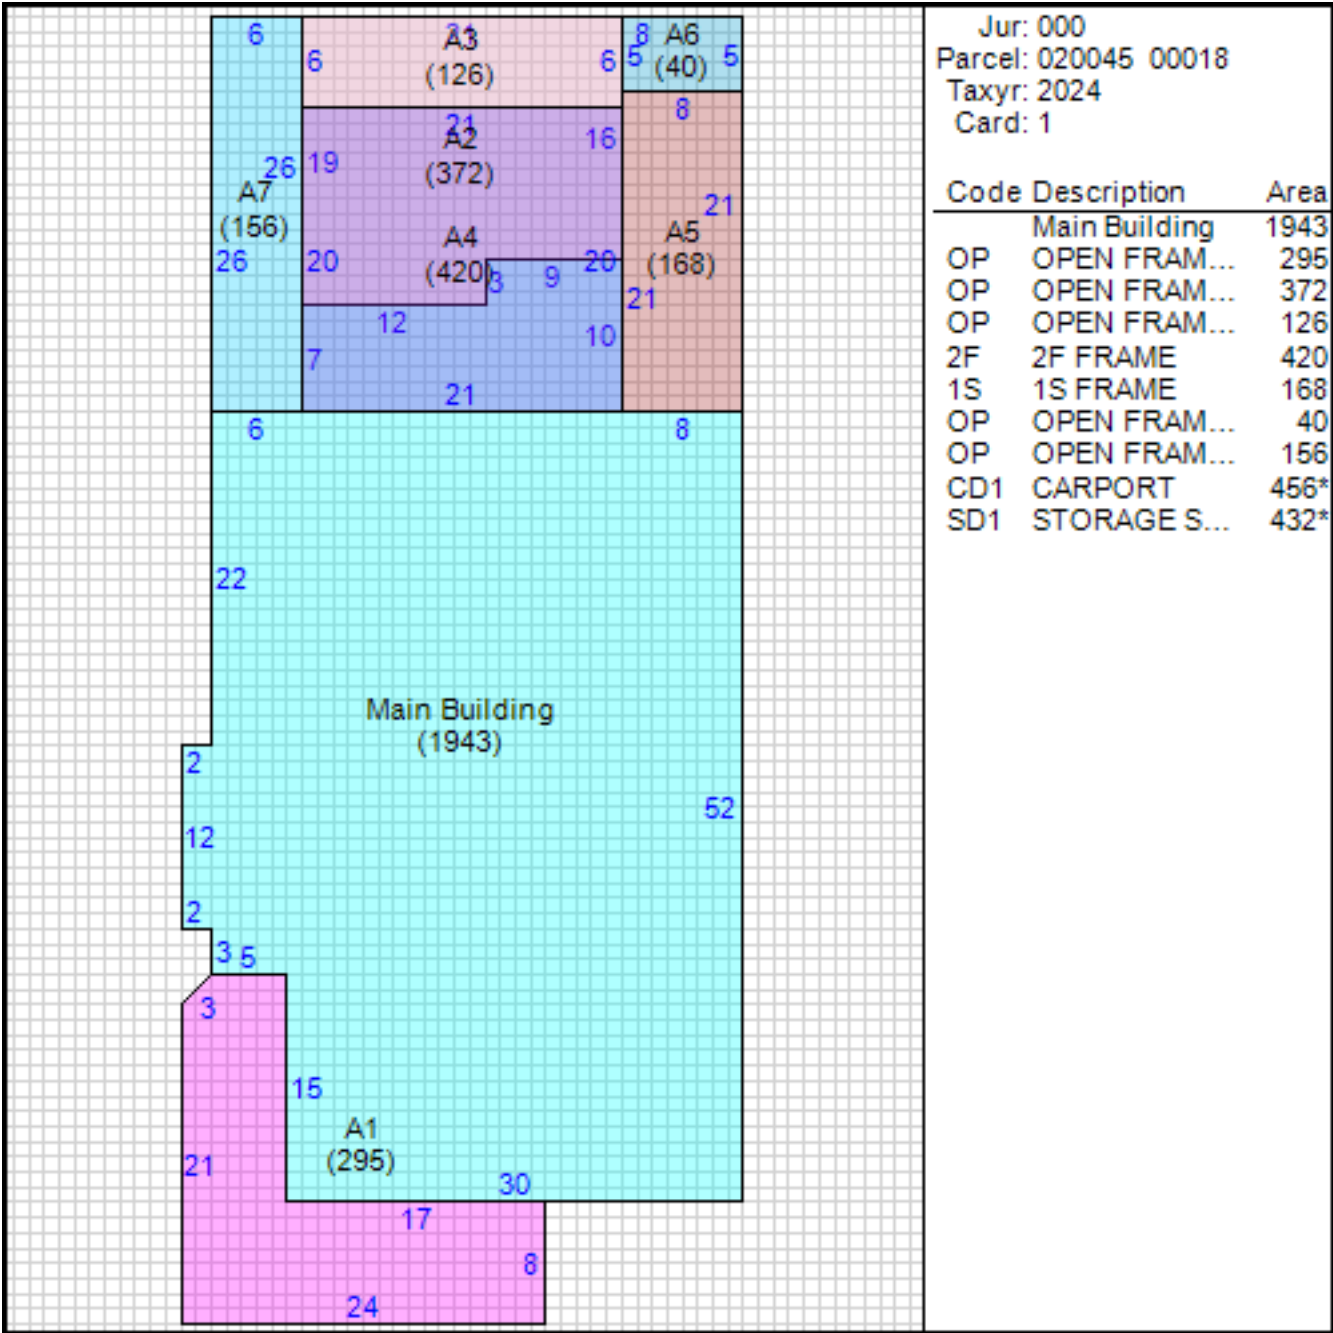 Jur: 000
Parcel: 020045 00018
Taxyr: 2024
Card: 1
Code Description Area
Main Building 1943
OP OPEN FRAM... 295
OP OPEN FRAM... 372
OP OPEN FRAM... 126
2F 2F FRAME 420
1S 1S FRAME 168
OP OPEN FRAM... 40
OP OPEN FRAM... 156
CD1 CARPORT 456*
SD1 STORAGE S... 432*
6
21
A3
(126)
6
6
8
A6
(40)
5
5
21
A2
(372)
19
16
8
26
A7
(156)
26
20
A4
(420)
3
9
20
21
A5
(168)
21
12
7
10
21
6
8
22
Main Building
(1943)
2
12
2
3
5
52
3
15
A1
(295)
21
30
17
8
24